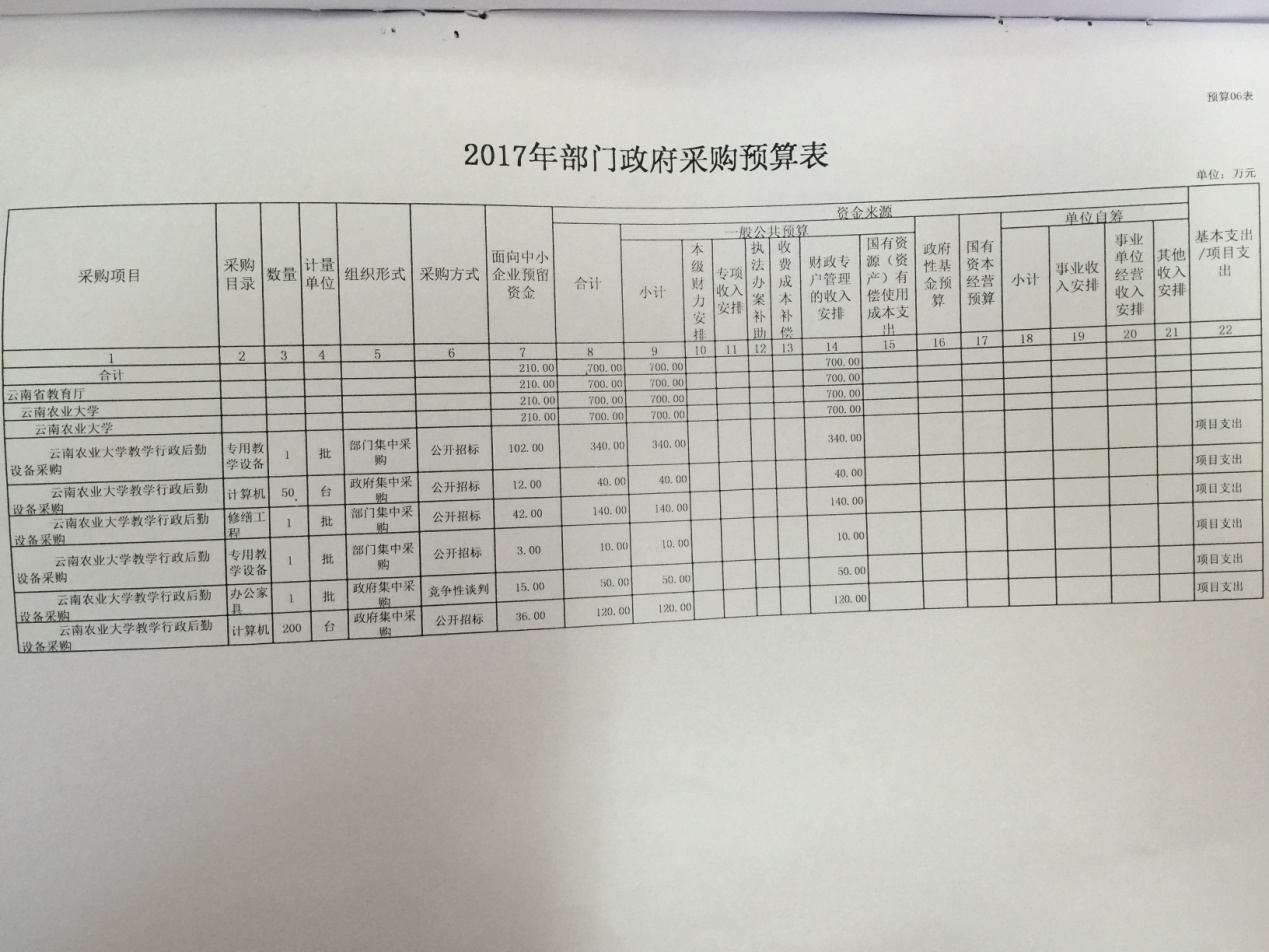 预算06表
2017年部门政府采购预算表
单位：万元
采购项目 采购目录 数量 计量单位 组织形式 采购方式 面向中小企业预留资金 资金来源 基本支出/项目支出
合计 一般公共预算 政府性基金预算 国有资本经营预算 单位自筹
小计 本级财力安排 专项收入安排 执法办案补助 收费成本补偿 财政专户管理的收入安排 国有资源（资产）有偿使用成本支出 小计 事业收入安排 事业单位经营收入安排 其他收入安排
1 2 3 4 5 6 7 8 9 10 11 12 13 14 15 16 17 18 19 20 21 22
合计 210.00 700.00 700.00 700.00
云南省教育厅 210.00 700.00 700.00 700.00
云南农业大学 210.00 700.00 700.00 700.00
云南农业大学 210.00 700.00 700.00 700.00
云南农业大学教学行政后勤设备采购 专用教学设备 1 批 部门集中采购 公开招标 102.00 340.00 340.00 340.00 项目支出
云南农业大学教学行政后勤设备采购 计算机 50 台 政府集中采购 公开招标 12.00 40.00 40.00 40.00 项目支出
云南农业大学教学行政后勤设备采购 修缮工程 1 批 部门集中采购 公开招标 42.00 140.00 140.00 140.00 项目支出
云南农业大学教学行政后勤设备采购 专用教学设备 1 批 部门集中采购 公开招标 3.00 10.00 10.00 10.00 项目支出
云南农业大学教学行政后勤设备采购 办公家具 1 批 政府集中采购 竞争性谈判 15.00 50.00 50.00 50.00 项目支出
云南农业大学教学行政后勤设备采购 计算机 200 台 政府集中采购 公开招标 36.00 120.00 120.00 120.00 项目支出